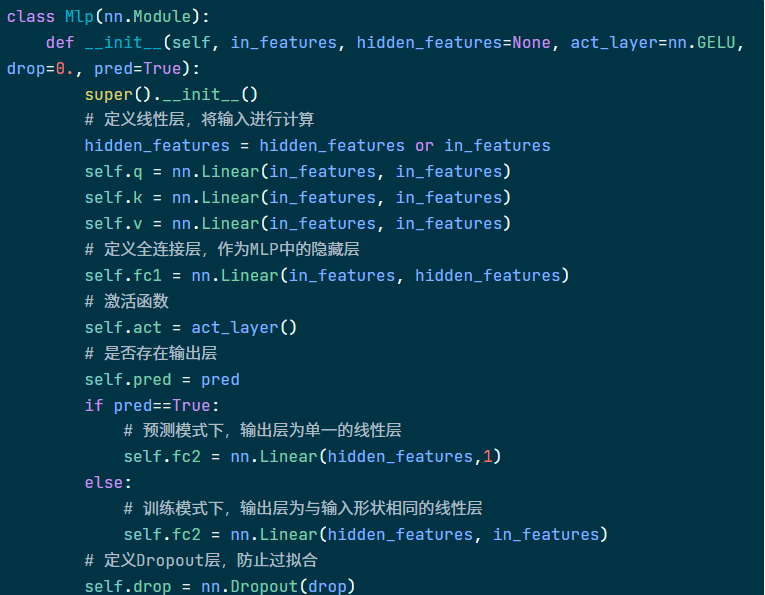 class Mlp(nn.Module):
    def __init__(self, in_features, hidden_features=None, act_layer=nn.GELU,
drop=0., pred=True):
        super().__init__()
        # 定义线性层，将输入进行计算
        hidden_features = hidden_features or in_features
        self.q = nn.Linear(in_features, in_features)
        self.k = nn.Linear(in_features, in_features)
        self.v = nn.Linear(in_features, in_features)
        # 定义全连接层，作为MLP中的隐藏层
        self.fc1 = nn.Linear(in_features, hidden_features)
        # 激活函数
        self.act = act_layer()
        # 是否存在输出层
        self.pred = pred
        if pred==True:
            # 预测模式下，输出层为单一的线性层
            self.fc2 = nn.Linear(hidden_features,1)
        else:
            # 训练模式下，输出层为与输入形状相同的线性层
            self.fc2 = nn.Linear(hidden_features, in_features)
        # 定义Dropout层，防止过拟合
        self.drop = nn.Dropout(drop)